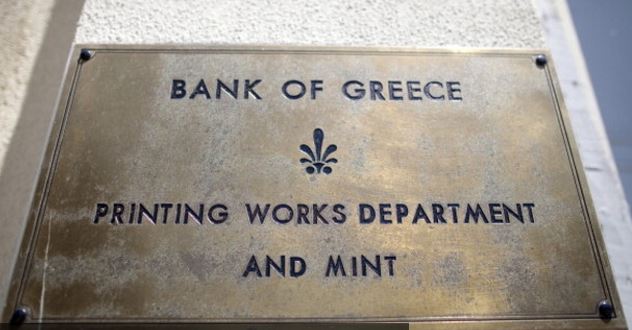 BANK OF GREECE
PRINTING WORKS DEPARTMENT
AND MINT